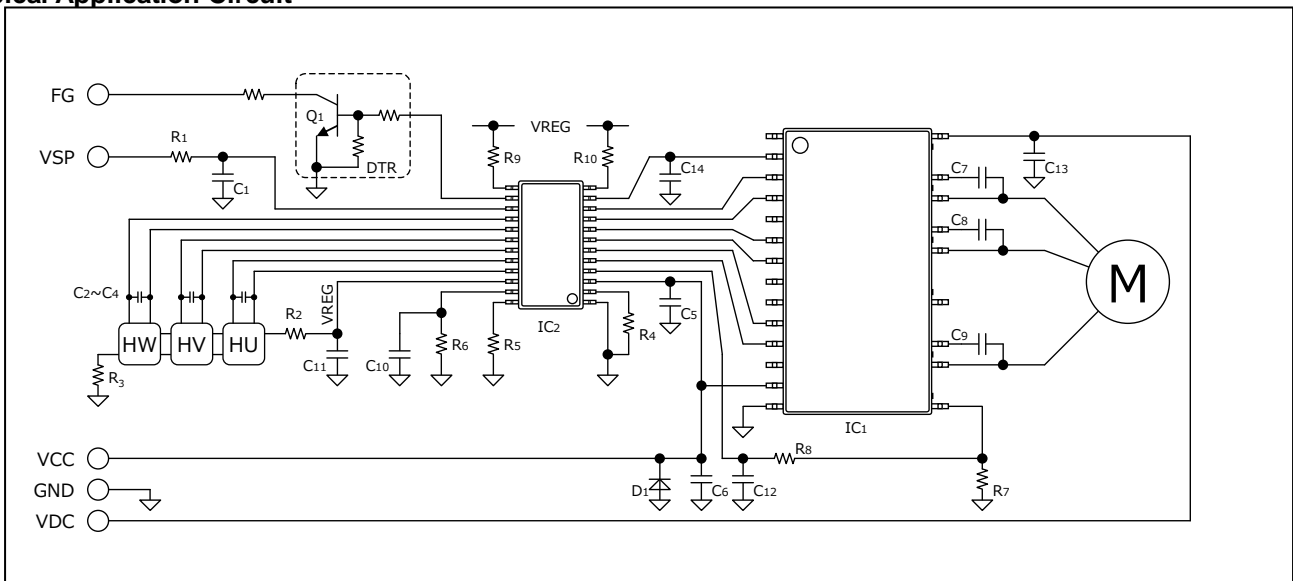 FG
Q1
DTR
VREG
R1
VSP
C1
R9
R10
C14
C7
C13
C8
M
C2~C4
VREG
R2
HW
HV
HU
R3
C11
C10
R6
R5
IC2
R4
C5
C9
IC1
VCC
R8
D1
C6
C12
R7
GND
VDC